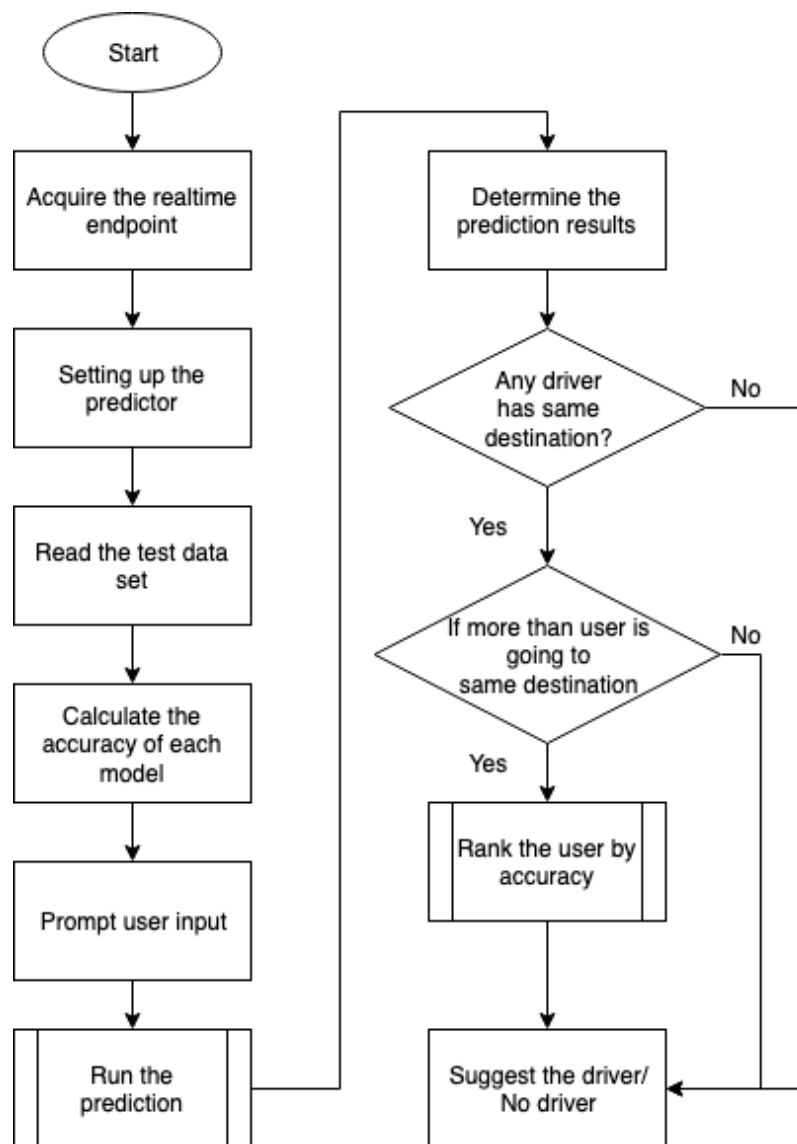 Start
Acquire the realtime
endpoint
Setting up the
predictor
Read the test data
set
Calculate the
accuracy of each
model
Prompt user input
Run the
prediction
Determine the
prediction results
Any driver
has same
destination?
No
Yes
If more than user is
going to
same destination
No
Yes
Rank the user by
accuracy
Suggest the driver/
No driver